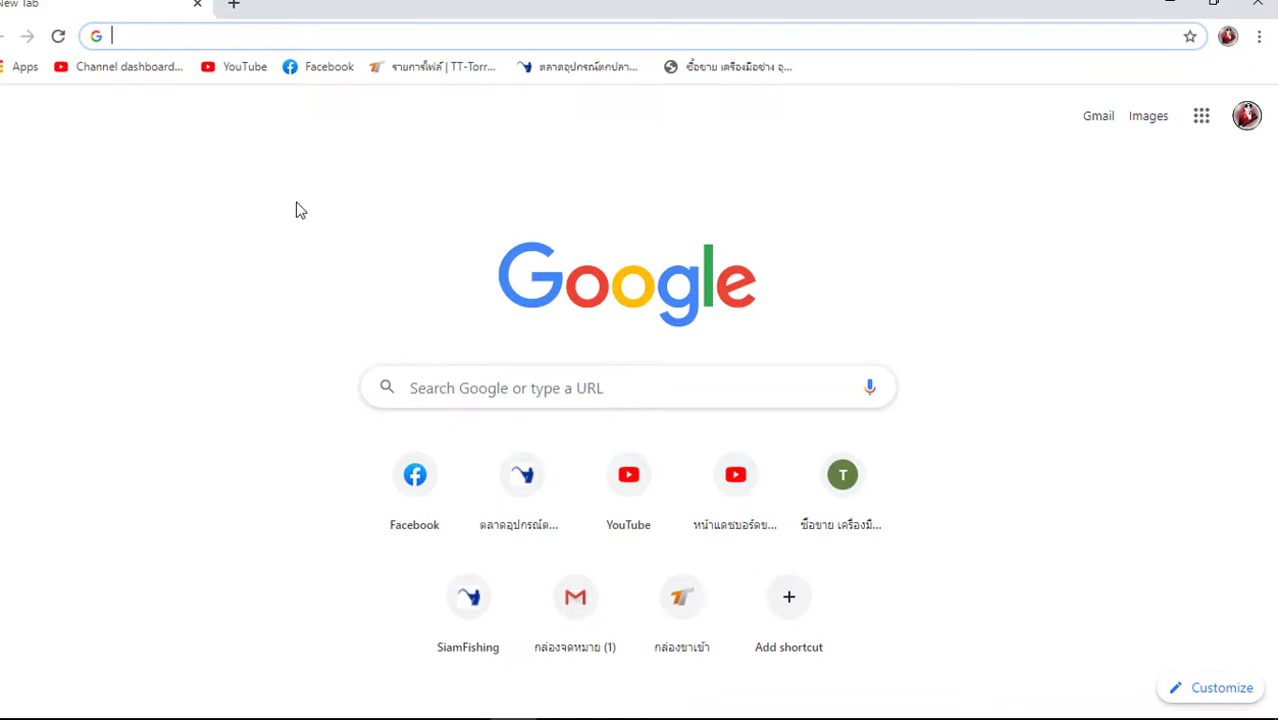 New Tab
Apps Channel dashboard... YouTube Facebook รายการไฟล์ | TT-Torr... ตลาดอุปกรณ์ตกปลา... ซื้อขาย เครื่องมือช่าง อุ...
Gmail Images
Google
Search Google or type a URL
Facebook ตลาดอุปกรณ์ต... YouTube หน้าแดชบอร์ดข... ซื้อขาย เครื่องมื...
SiamFishing กล่องจดหมาย (1) กล่องขาเข้า Add shortcut
Customize